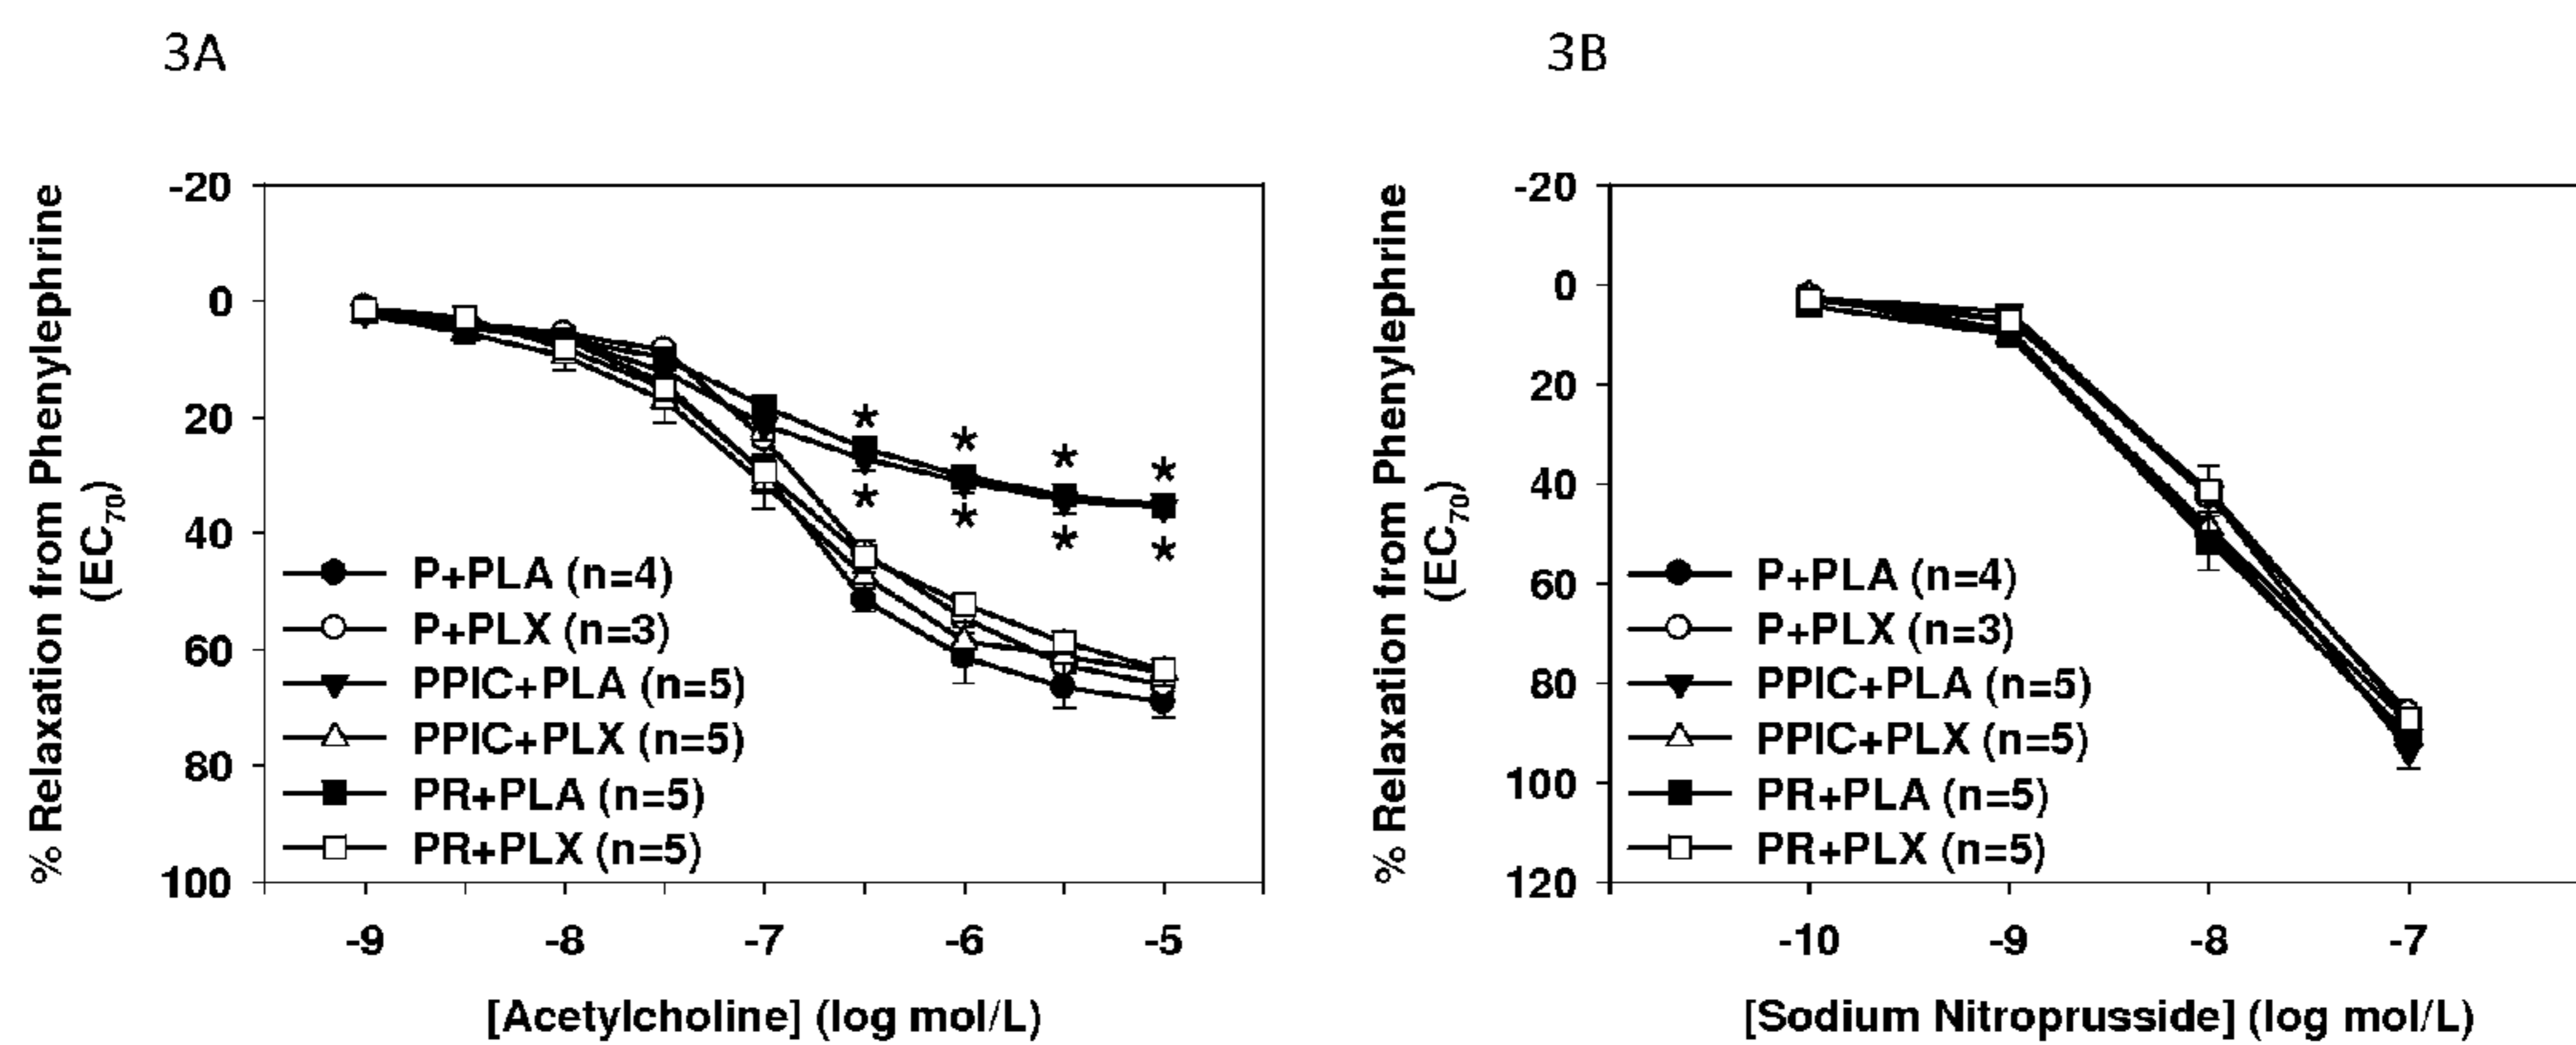 3A
3B
% Relaxation from Phenylephrine
(EC70)
-20
0
20
40
60
80
100
*
*
*
*
*
*
*
*
P+PLA (n=4)
P+PLX (n=3)
PPIC+PLA (n=5)
PPIC+PLX (n=5)
PR+PLA (n=5)
PR+PLX (n=5)
-9
-8
-7
-6
-5
[Acetylcholine] (log mol/L)
% Relaxation from Phenylephrine
(EC70)
-20
0
20
40
60
80
100
120
P+PLA (n=4)
P+PLX (n=3)
PPIC+PLA (n=5)
PPIC+PLX (n=5)
PR+PLA (n=5)
PR+PLX (n=5)
-10
-9
-8
-7
[Sodium Nitroprusside] (log mol/L)